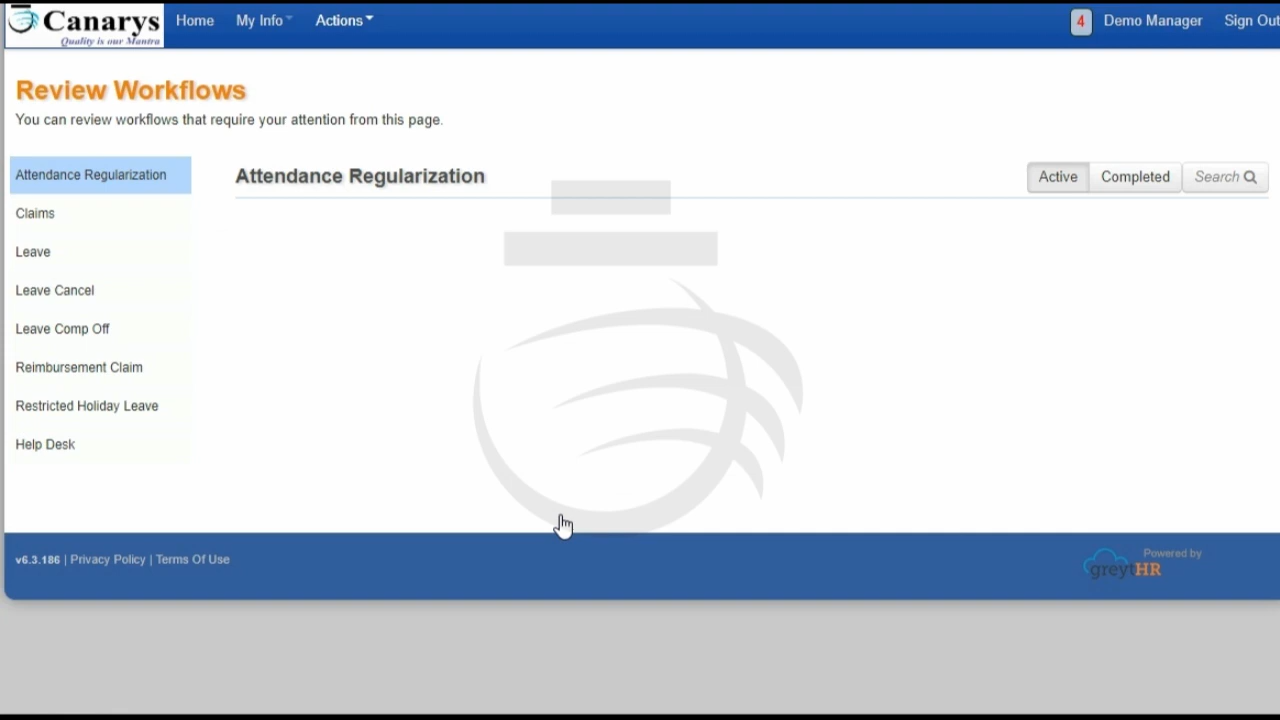 Canarys
Quality is our Mantra
Home
My Info
Actions
4
Demo Manager
Sign Out
Review Workflows
You can review workflows that require your attention from this page.
Attendance Regularization
Claims
Leave
Leave Cancel
Leave Comp Off
Reimbursement Claim
Restricted Holiday Leave
Help Desk
Attendance Regularization
Active
Completed
Search
v6.3.186 | Privacy Policy | Terms Of Use
Powered by
greytHR